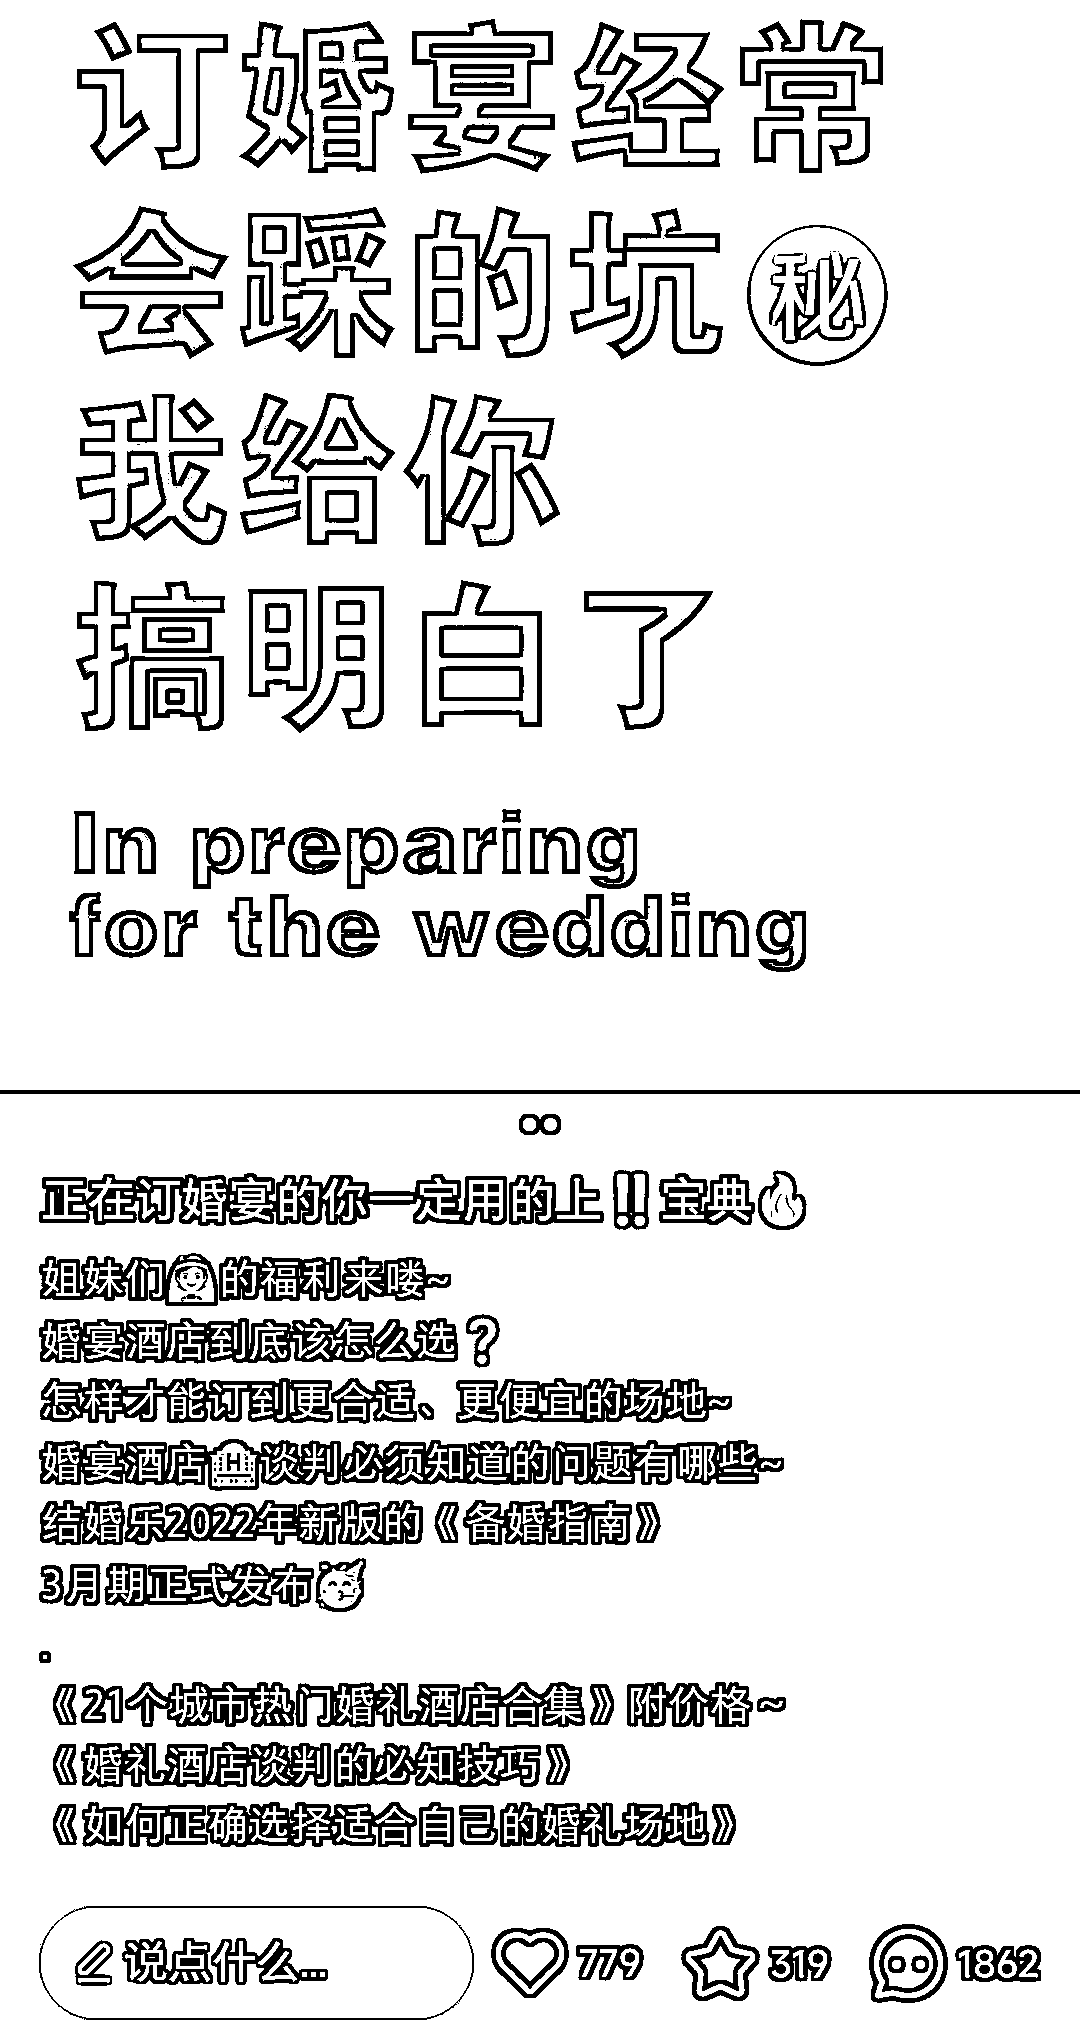 订婚宴经常
会踩的坑㊙
我给你
搞明白了
In preparing
for the wedding
正在订婚宴的你一定用的上‼️宝典🔥
姐妹们👰的福利来喽~
婚宴酒店到底该怎么选❓
怎样才能订到更合适、更便宜的场地~
婚宴酒店🏨谈判必须知道的问题有哪些~
结婚乐2022年新版的《备婚指南》
3月期正式发布🥳
。
《21个城市热门婚礼酒店合集》附价格~
《婚礼酒店谈判的必知技巧》
《如何正确选择适合自己的婚礼场地》
说点什么... 779 319 1862